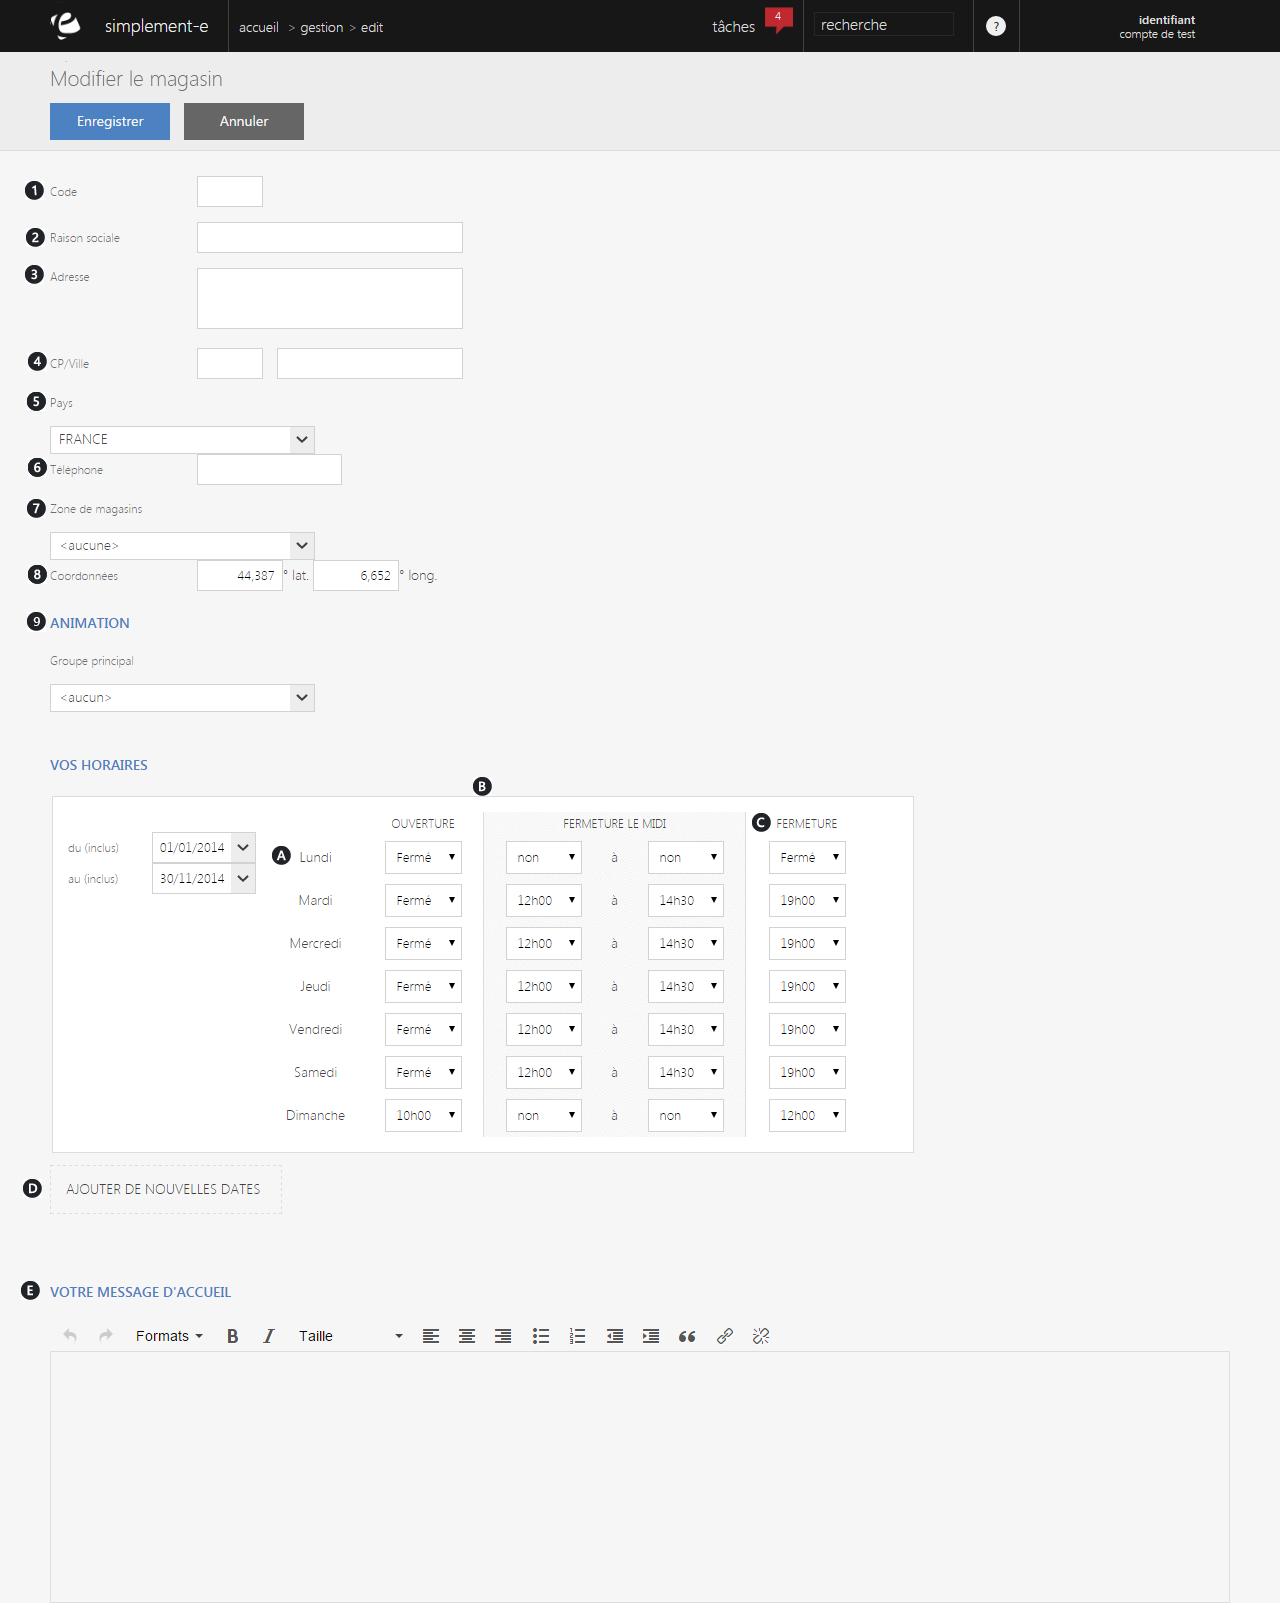 simplement-e
accueil > gestion > edit
tâches 4
recherche
?
identifiant
compte de test
Modifier le magasin
Enregistrer
Annuler
1 Code
2 Raison sociale
3 Adresse
4 CP/Ville
5 Pays
FRANCE
6 Téléphone
7 Zone de magasins
<aucune>
8 Coordonnées 44,387 ° lat. 6,652 ° long.
9 ANIMATION
Groupe principal
<aucun>
VOS HORAIRES
B
OUVERTURE FERMETURE LE MIDI C FERMETURE
du (inclus) 01/01/2014
au (inclus) 30/11/2014
A Lundi Fermé non à non Fermé
Mardi Fermé 12h00 à 14h30 19h00
Mercredi Fermé 12h00 à 14h30 19h00
Jeudi Fermé 12h00 à 14h30 19h00
Vendredi Fermé 12h00 à 14h30 19h00
Samedi Fermé 12h00 à 14h30 19h00
Dimanche 10h00 non à non 12h00
D AJOUTER DE NOUVELLES DATES
E VOTRE MESSAGE D'ACCUEIL
Formats B I Taille